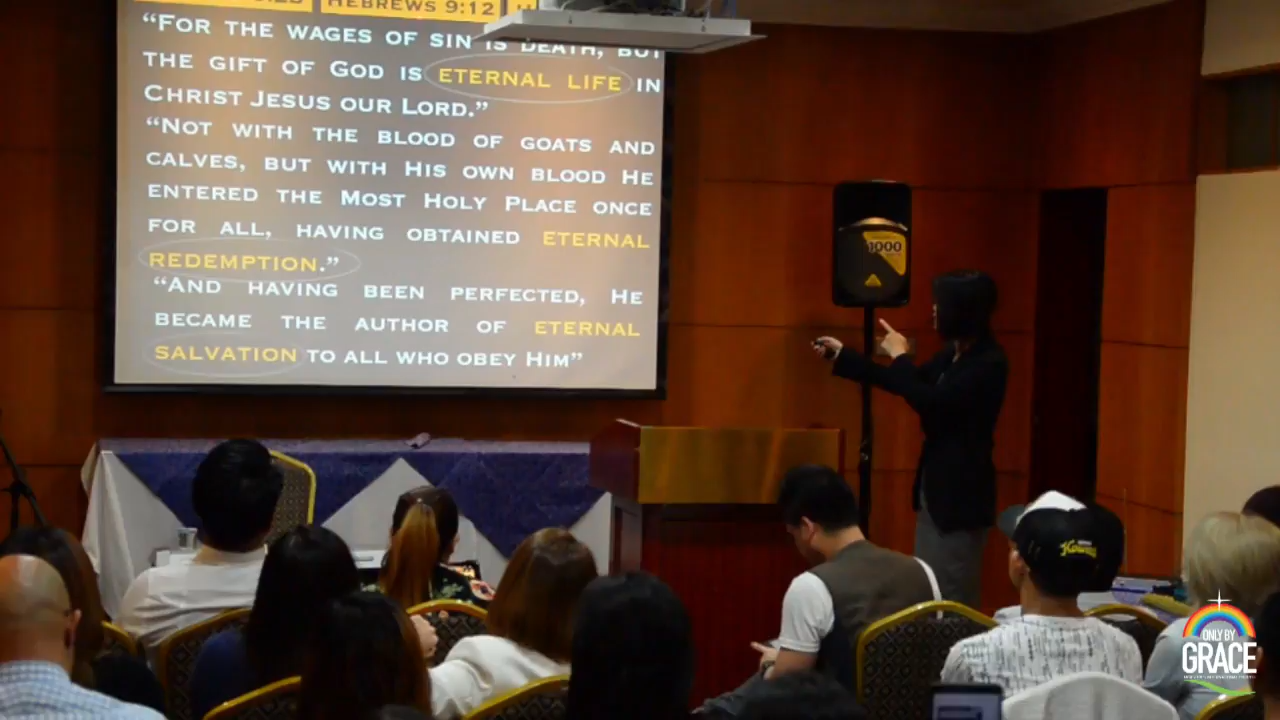 HEBREWS 9:12
“FOR THE WAGES OF SIN IS DEATH, BUT
THE GIFT OF GOD IS ETERNAL LIFE IN
CHRIST JESUS OUR LORD.”
“NOT WITH THE BLOOD OF GOATS AND
CALVES, BUT WITH HIS OWN BLOOD HE
ENTERED THE MOST HOLY PLACE ONCE
FOR ALL, HAVING OBTAINED ETERNAL
REDEMPTION.”
“AND HAVING BEEN PERFECTED, HE
BECAME THE AUTHOR OF ETERNAL
SALVATION TO ALL WHO OBEY HIM”
1000
ONLY BY
GRACE